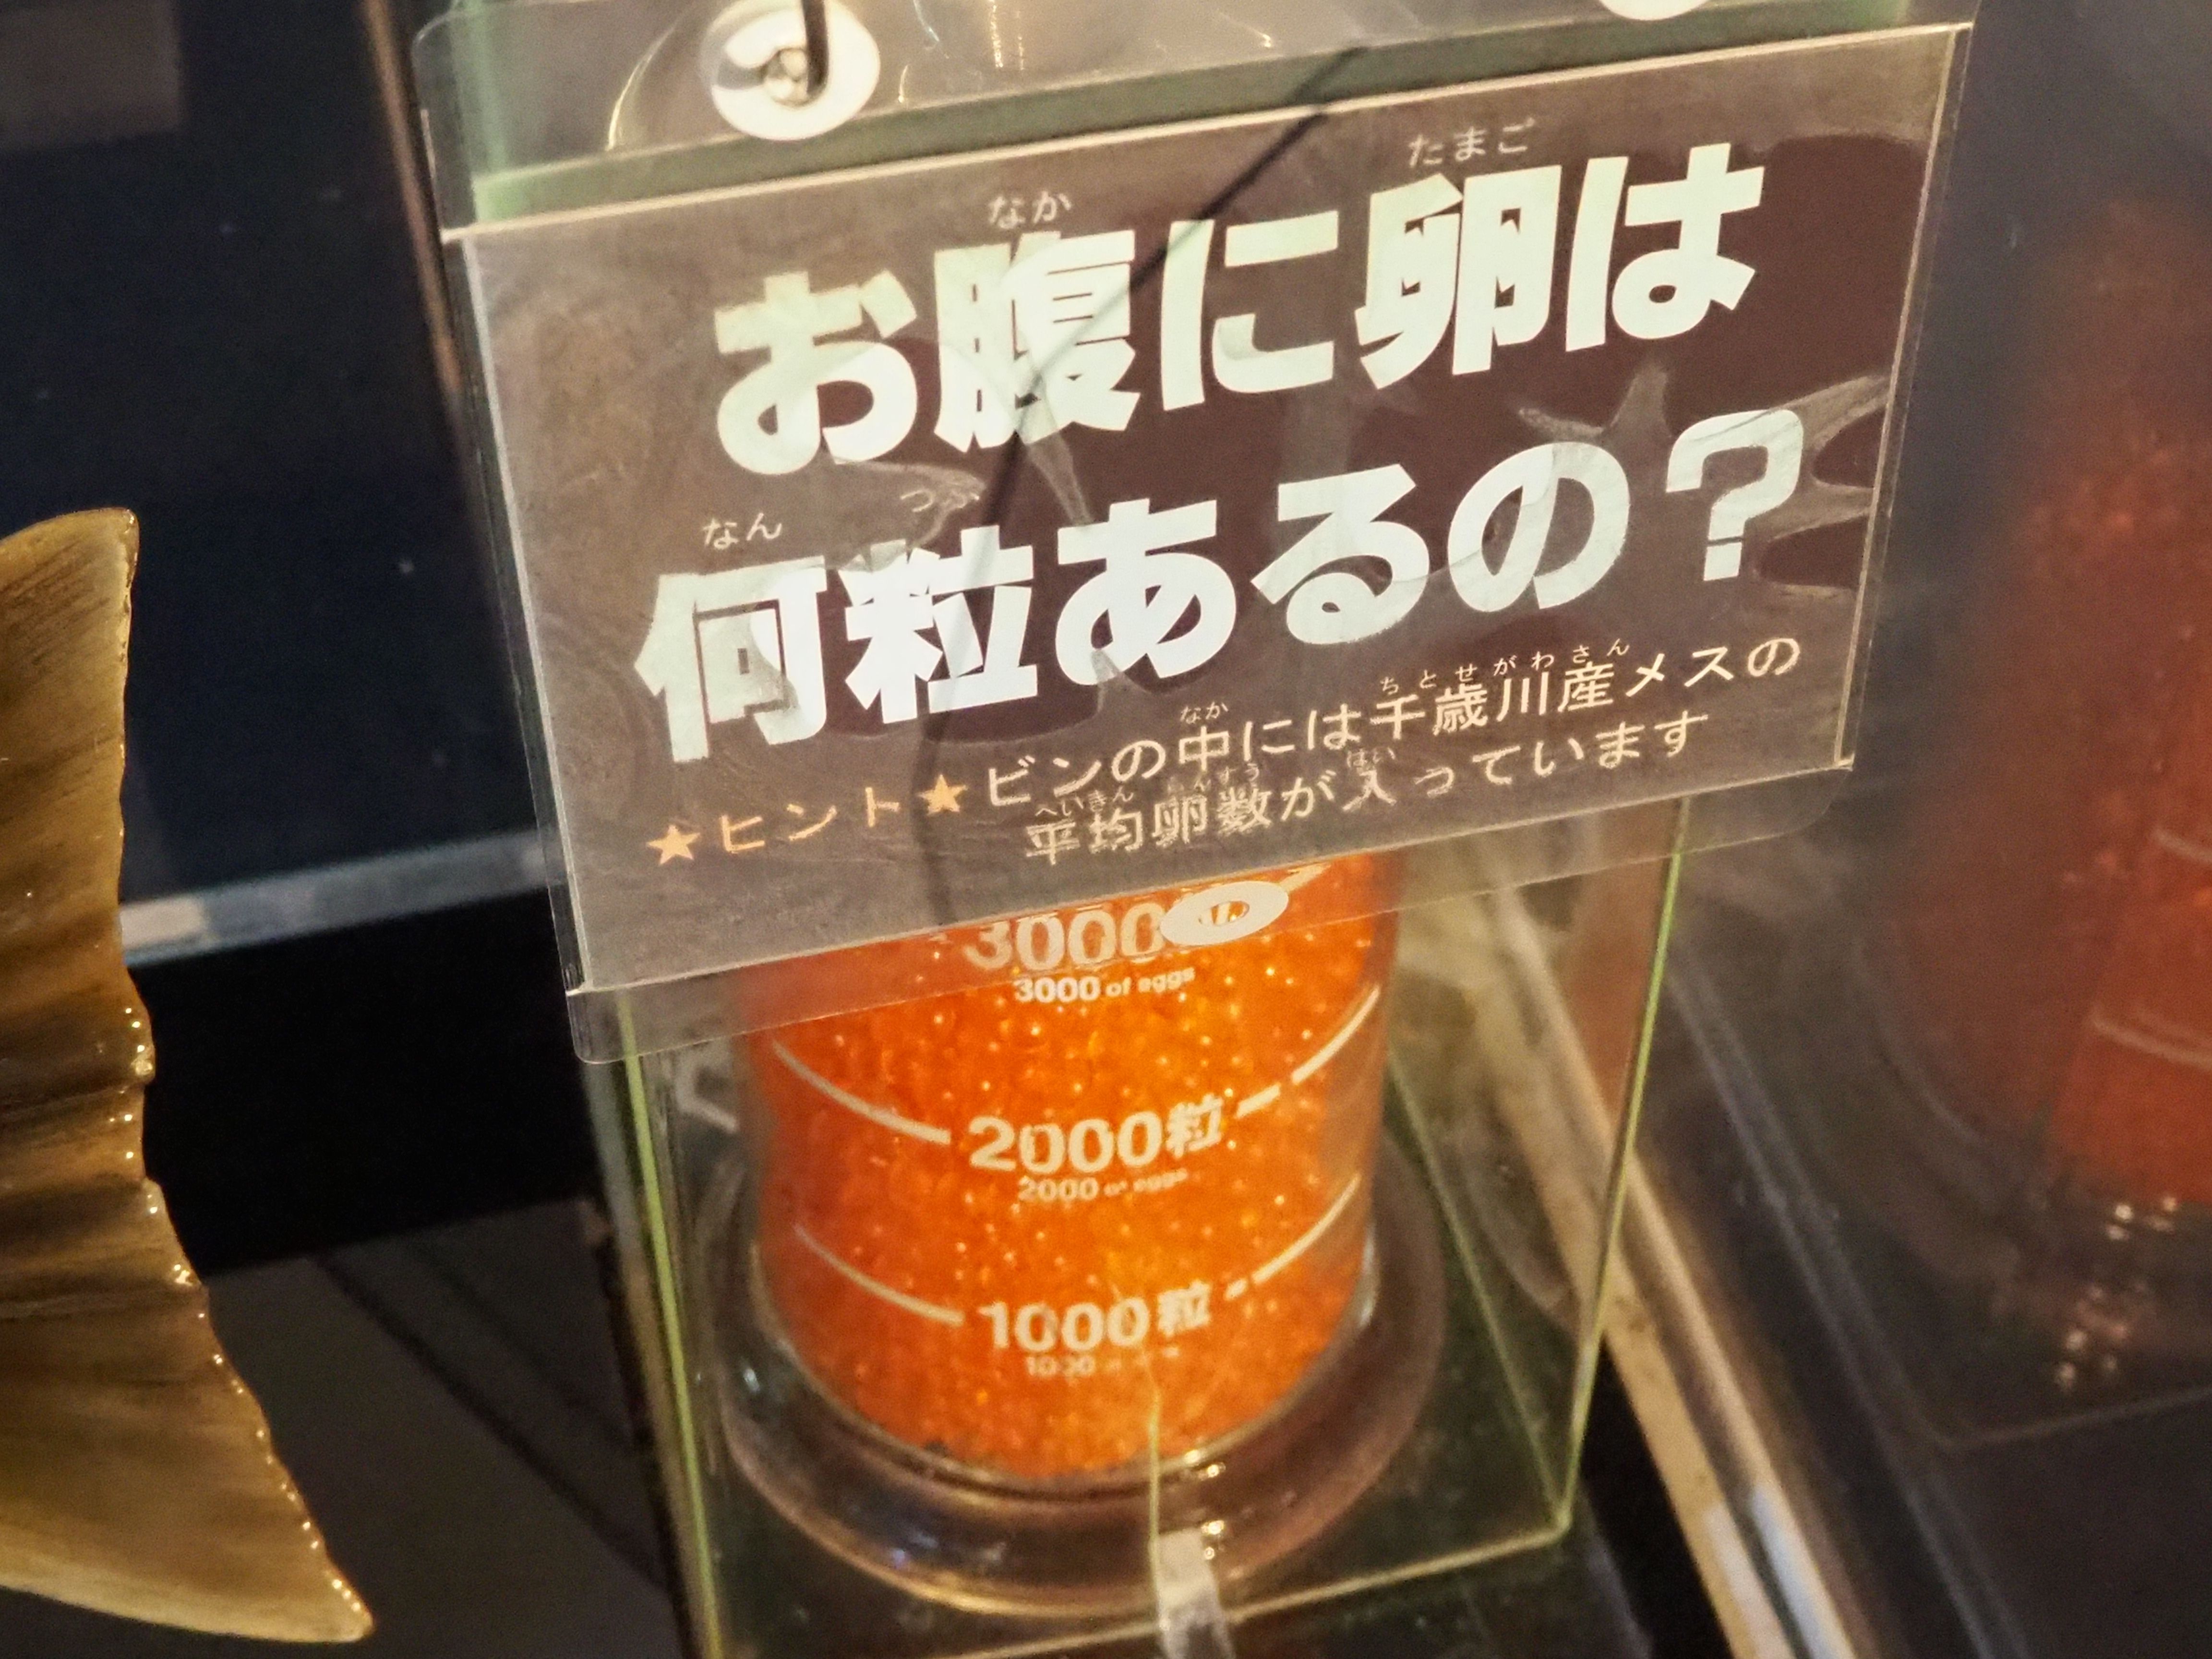 お腹に卵は
何粒あるの？
★ヒント★ビンの中には千歳川産メスの
平均卵数が入っています
3000
3000 of eggs
2000粒
2000 of eggs
1000粒
1000